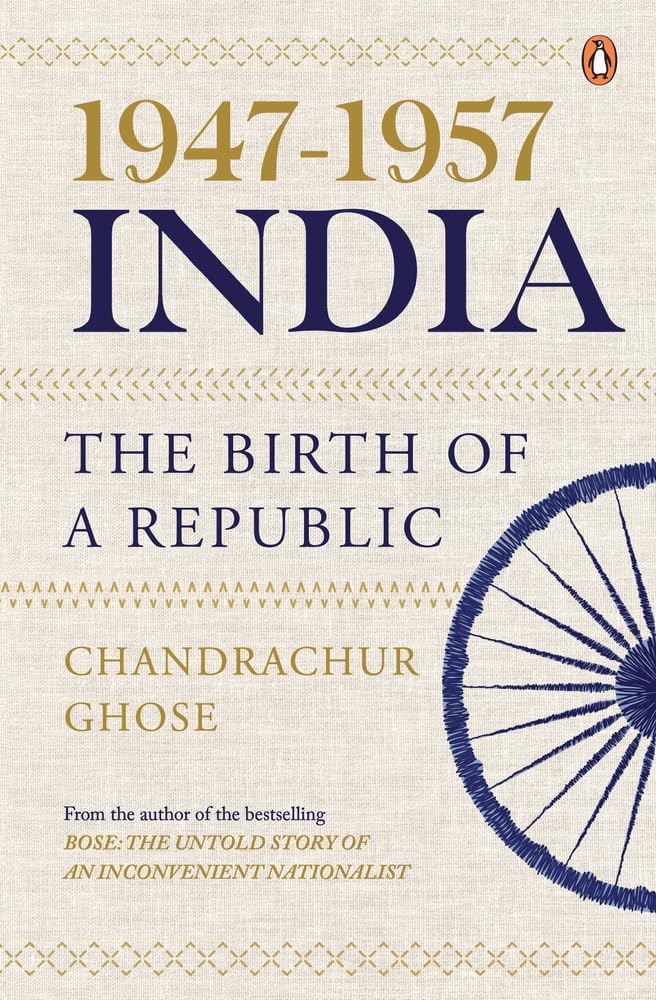 1947-1957
INDIA
THE BIRTH OF
A REPUBLIC
CHANDRACHUR
GHOSE
From the author of the bestselling
BOSE: THE UNTOLD STORY OF
AN INCONVENIENT NATIONALIST